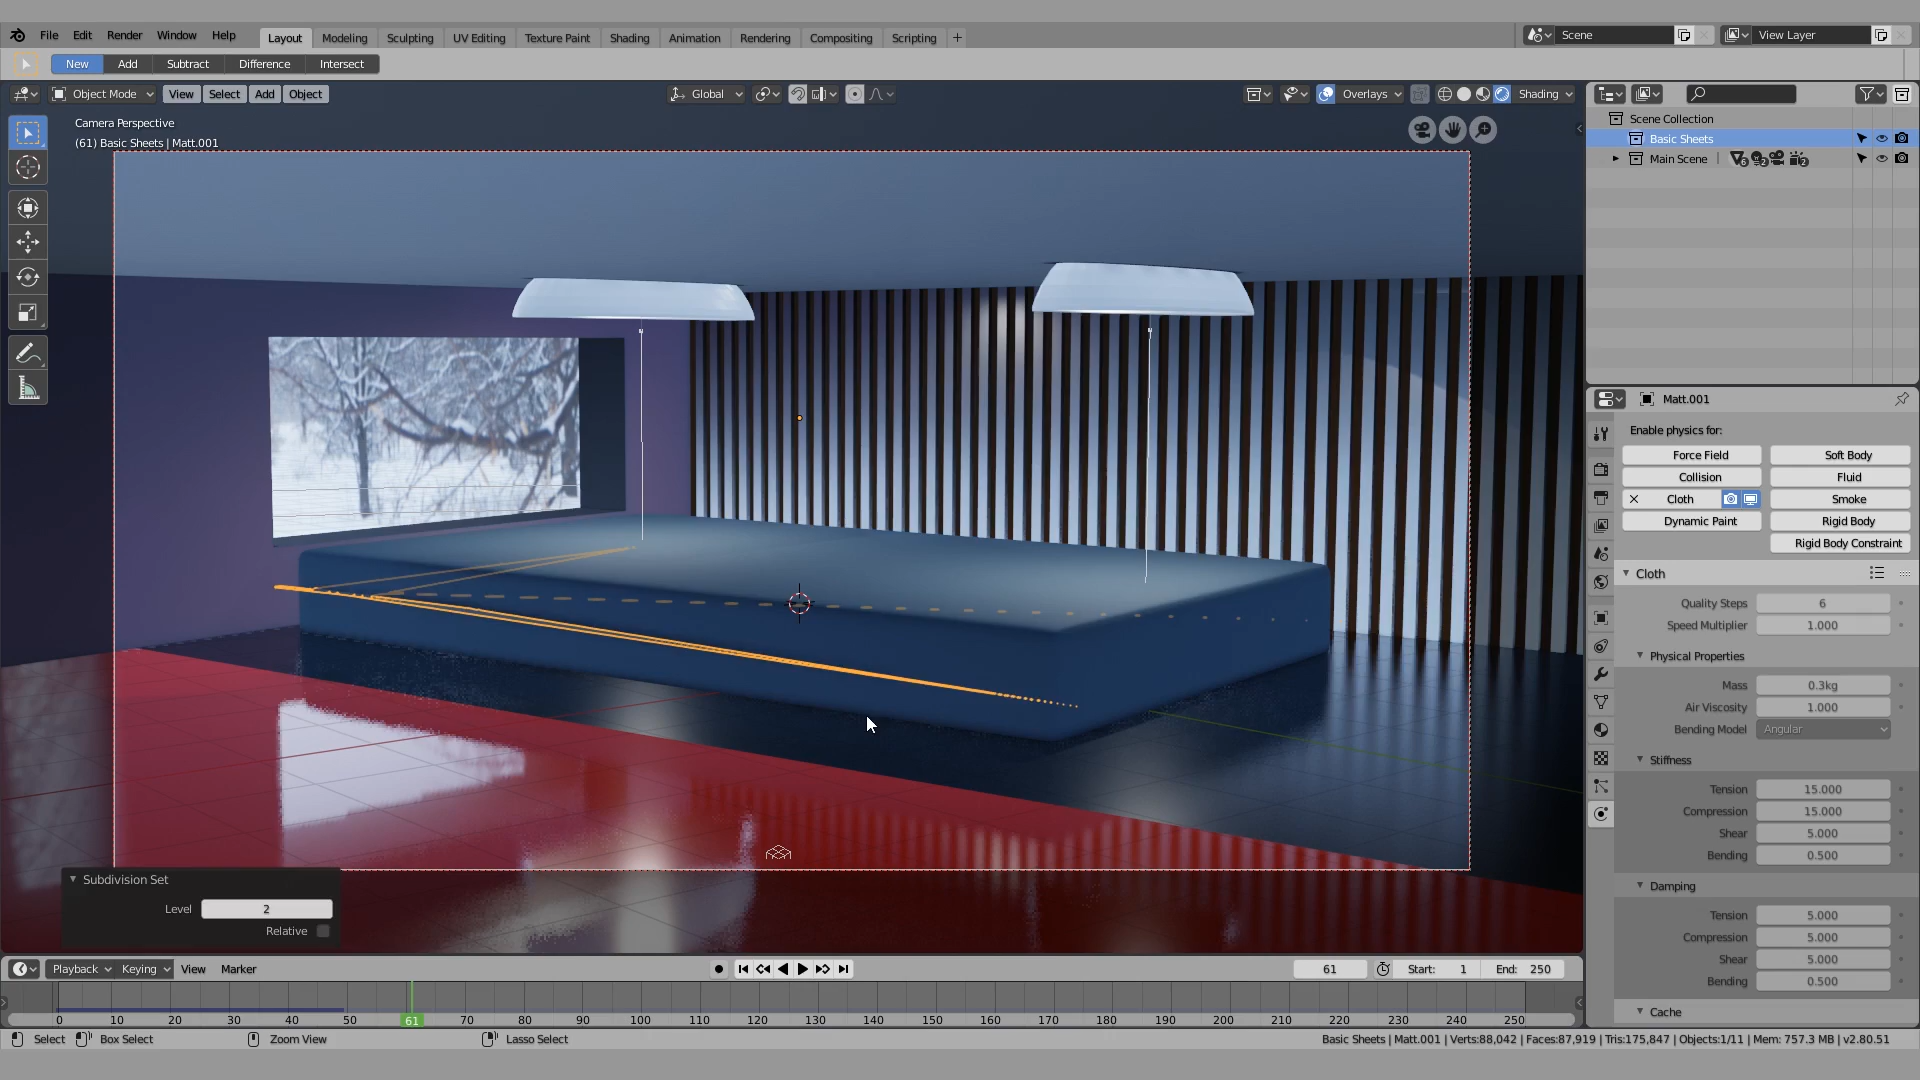 File Edit Render Window Help Layout Modeling Sculpting UV Editing Texture Paint Shading Animation Rendering Compositing Scripting + Scene View Layer
New Add Subtract Difference Intersect
Object Mode View Select Add Object Global Overlays Shading
Camera Perspective
(61) Basic Sheets | Matt.001
Scene Collection
Basic Sheets
Main Scene
Matt.001
Enable physics for:
Force Field Soft Body
Collision Fluid
Cloth Smoke
Dynamic Paint Rigid Body
Rigid Body Constraint
Cloth
Quality Steps 6
Speed Multiplier 1.000
Physical Properties
Mass 0.3kg
Air Viscosity 1.000
Bending Model Angular
Stiffness
Tension 15.000
Compression 15.000
Shear 5.000
Bending 0.500
Damping
Tension 5.000
Compression 5.000
Shear 5.000
Bending 0.500
Cache
Subdivision Set
Level 2
Relative
Playback Keying View Marker 61 Start: 1 End: 250
0 10 20 30 40 50 61 70 80 90 100 110 120 130 140 150 160 170 180 190 200 210 220 230 240 250
Select Box Select Zoom View Lasso Select Basic Sheets | Matt.001 | Verts:88,042 | Faces:87,919 | Tris:175,847 | Objects:1/11 | Mem: 757.3 MB | v2.80.51